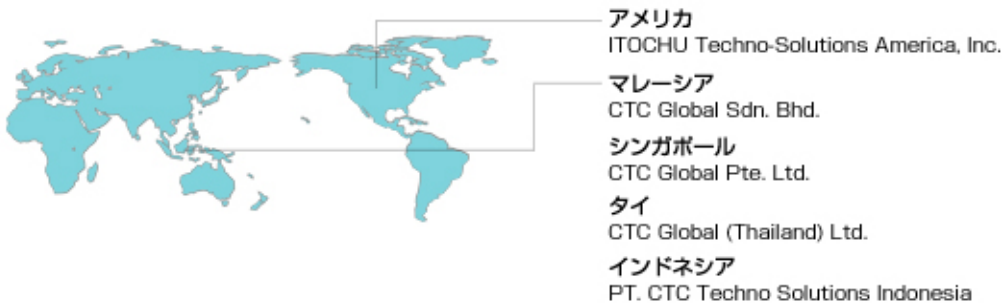 アメリカ
ITOCHU Techno-Solutions America, Inc.
マレーシア
CTC Global Sdn. Bhd.
シンガポール
CTC Global Pte. Ltd.
タイ
CTC Global (Thailand) Ltd.
インドネシア
PT. CTC Techno Solutions Indonesia